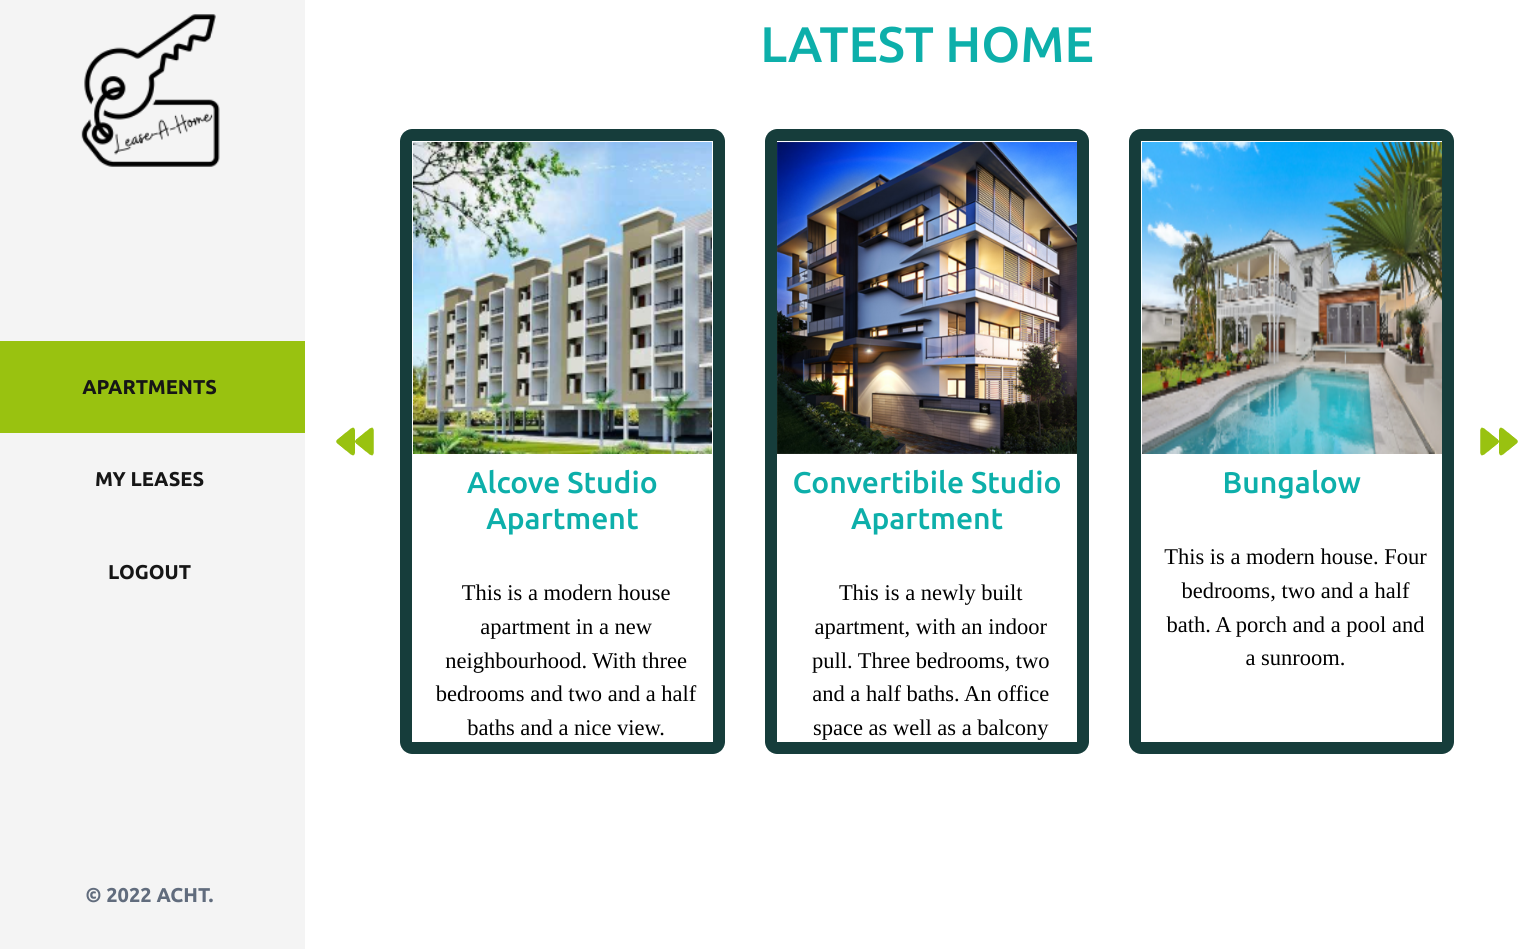 Lease-A-Home
APARTMENTS
MY LEASES
LOGOUT
© 2022 ACHT.
LATEST HOME
Alcove Studio
Apartment
This is a modern house
apartment in a new
neighbourhood. With three
bedrooms and two and a half
baths and a nice view.
Convertibile Studio
Apartment
This is a newly built
apartment, with an indoor
pull. Three bedrooms, two
and a half baths. An office
space as well as a balcony
Bungalow
This is a modern house. Four
bedrooms, two and a half
bath. A porch and a pool and
a sunroom.